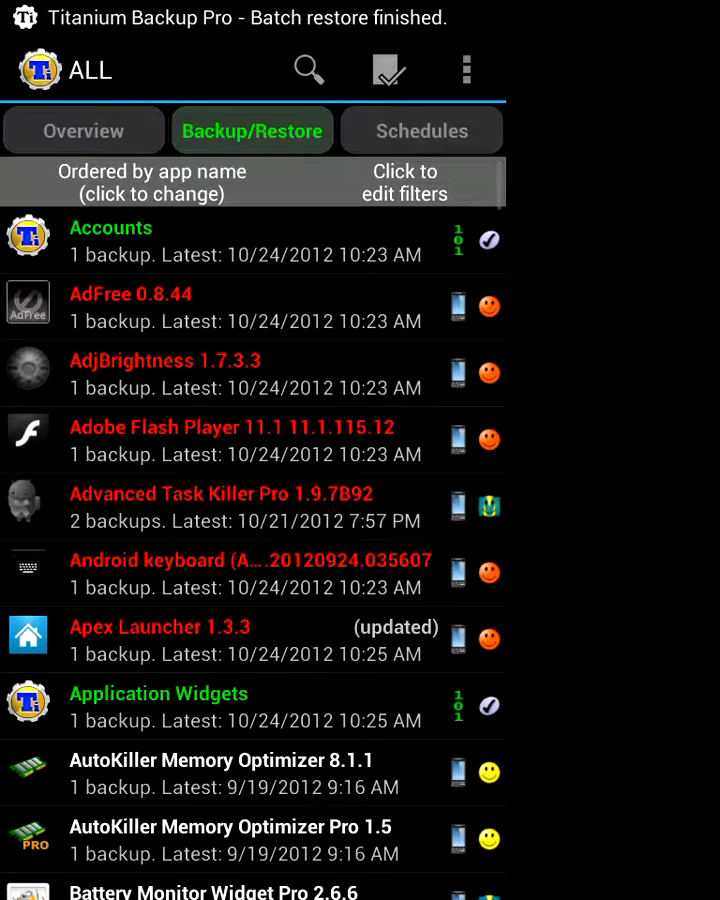 Titanium Backup Pro - Batch restore finished.
ALL
Overview
Backup/Restore
Schedules
Ordered by app name
(click to change)
Click to
edit filters
Accounts
1 backup. Latest: 10/24/2012 10:23 AM
AdFree 0.8.44
AdFree
1 backup. Latest: 10/24/2012 10:23 AM
AdjBrightness 1.7.3.3
1 backup. Latest: 10/24/2012 10:23 AM
Adobe Flash Player 11.1 11.1.115.12
1 backup. Latest: 10/24/2012 10:23 AM
Advanced Task Killer Pro 1.9.7B92
2 backups. Latest: 10/21/2012 7:57 PM
Android keyboard (A....20120924.035607
1 backup. Latest: 10/24/2012 10:23 AM
Apex Launcher 1.3.3 (updated)
1 backup. Latest: 10/24/2012 10:25 AM
Application Widgets
1 backup. Latest: 10/24/2012 10:25 AM
AutoKiller Memory Optimizer 8.1.1
1 backup. Latest: 9/19/2012 9:16 AM
AutoKiller Memory Optimizer Pro 1.5
PRO
1 backup. Latest: 9/19/2012 9:16 AM
Battery Monitor Widget Pro 2.6.6